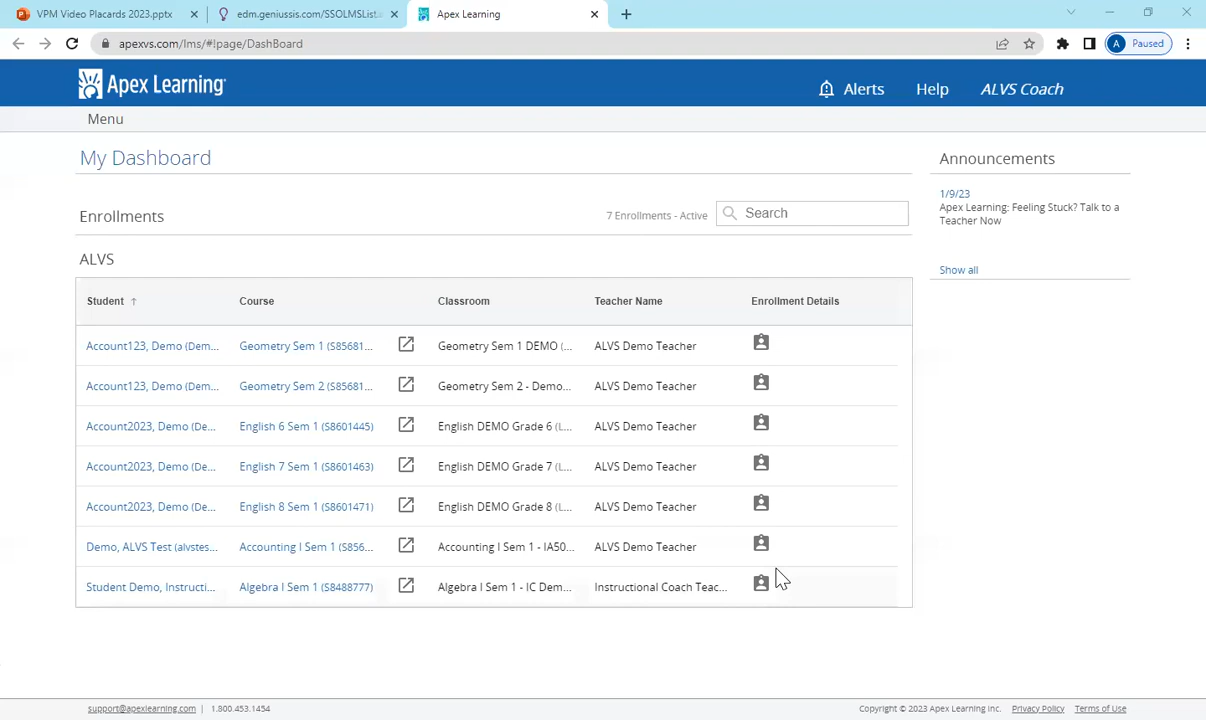 VPM Video Placards 2023.pptx
edm.geniussis.com/SSOLMSLista
Apex Learning
apexvs.com/lms/#!page/DashBoard
A Paused
Apex Learning
Alerts Help ALVS Coach
Menu
My Dashboard
Enrollments 7 Enrollments - Active Search
ALVS
Student ↑ Course Classroom Teacher Name Enrollment Details
Account123, Demo (Dem... Geometry Sem 1 (S85681... Geometry Sem 1 DEMO (... ALVS Demo Teacher
Account123, Demo (Dem... Geometry Sem 2 (S85681... Geometry Sem 2 - Demo... ALVS Demo Teacher
Account2023, Demo (De... English 6 Sem 1 (S8601445) English DEMO Grade 6 (L... ALVS Demo Teacher
Account2023, Demo (De... English 7 Sem 1 (S8601463) English DEMO Grade 7 (L... ALVS Demo Teacher
Account2023, Demo (De... English 8 Sem 1 (S8601471) English DEMO Grade 8 (L... ALVS Demo Teacher
Demo, ALVS Test (alvstes... Accounting I Sem 1 (S856... Accounting I Sem 1 - IA50... ALVS Demo Teacher
Student Demo, Instructi... Algebra I Sem 1 (S8488777) Algebra I Sem 1 - IC Dem... Instructional Coach Teac...
Announcements
1/9/23
Apex Learning: Feeling Stuck? Talk to a
Teacher Now
Show all
support@apexlearning.com | 1.800.453.1454
Copyright © 2023 Apex Learning Inc. Privacy Policy Terms of Use